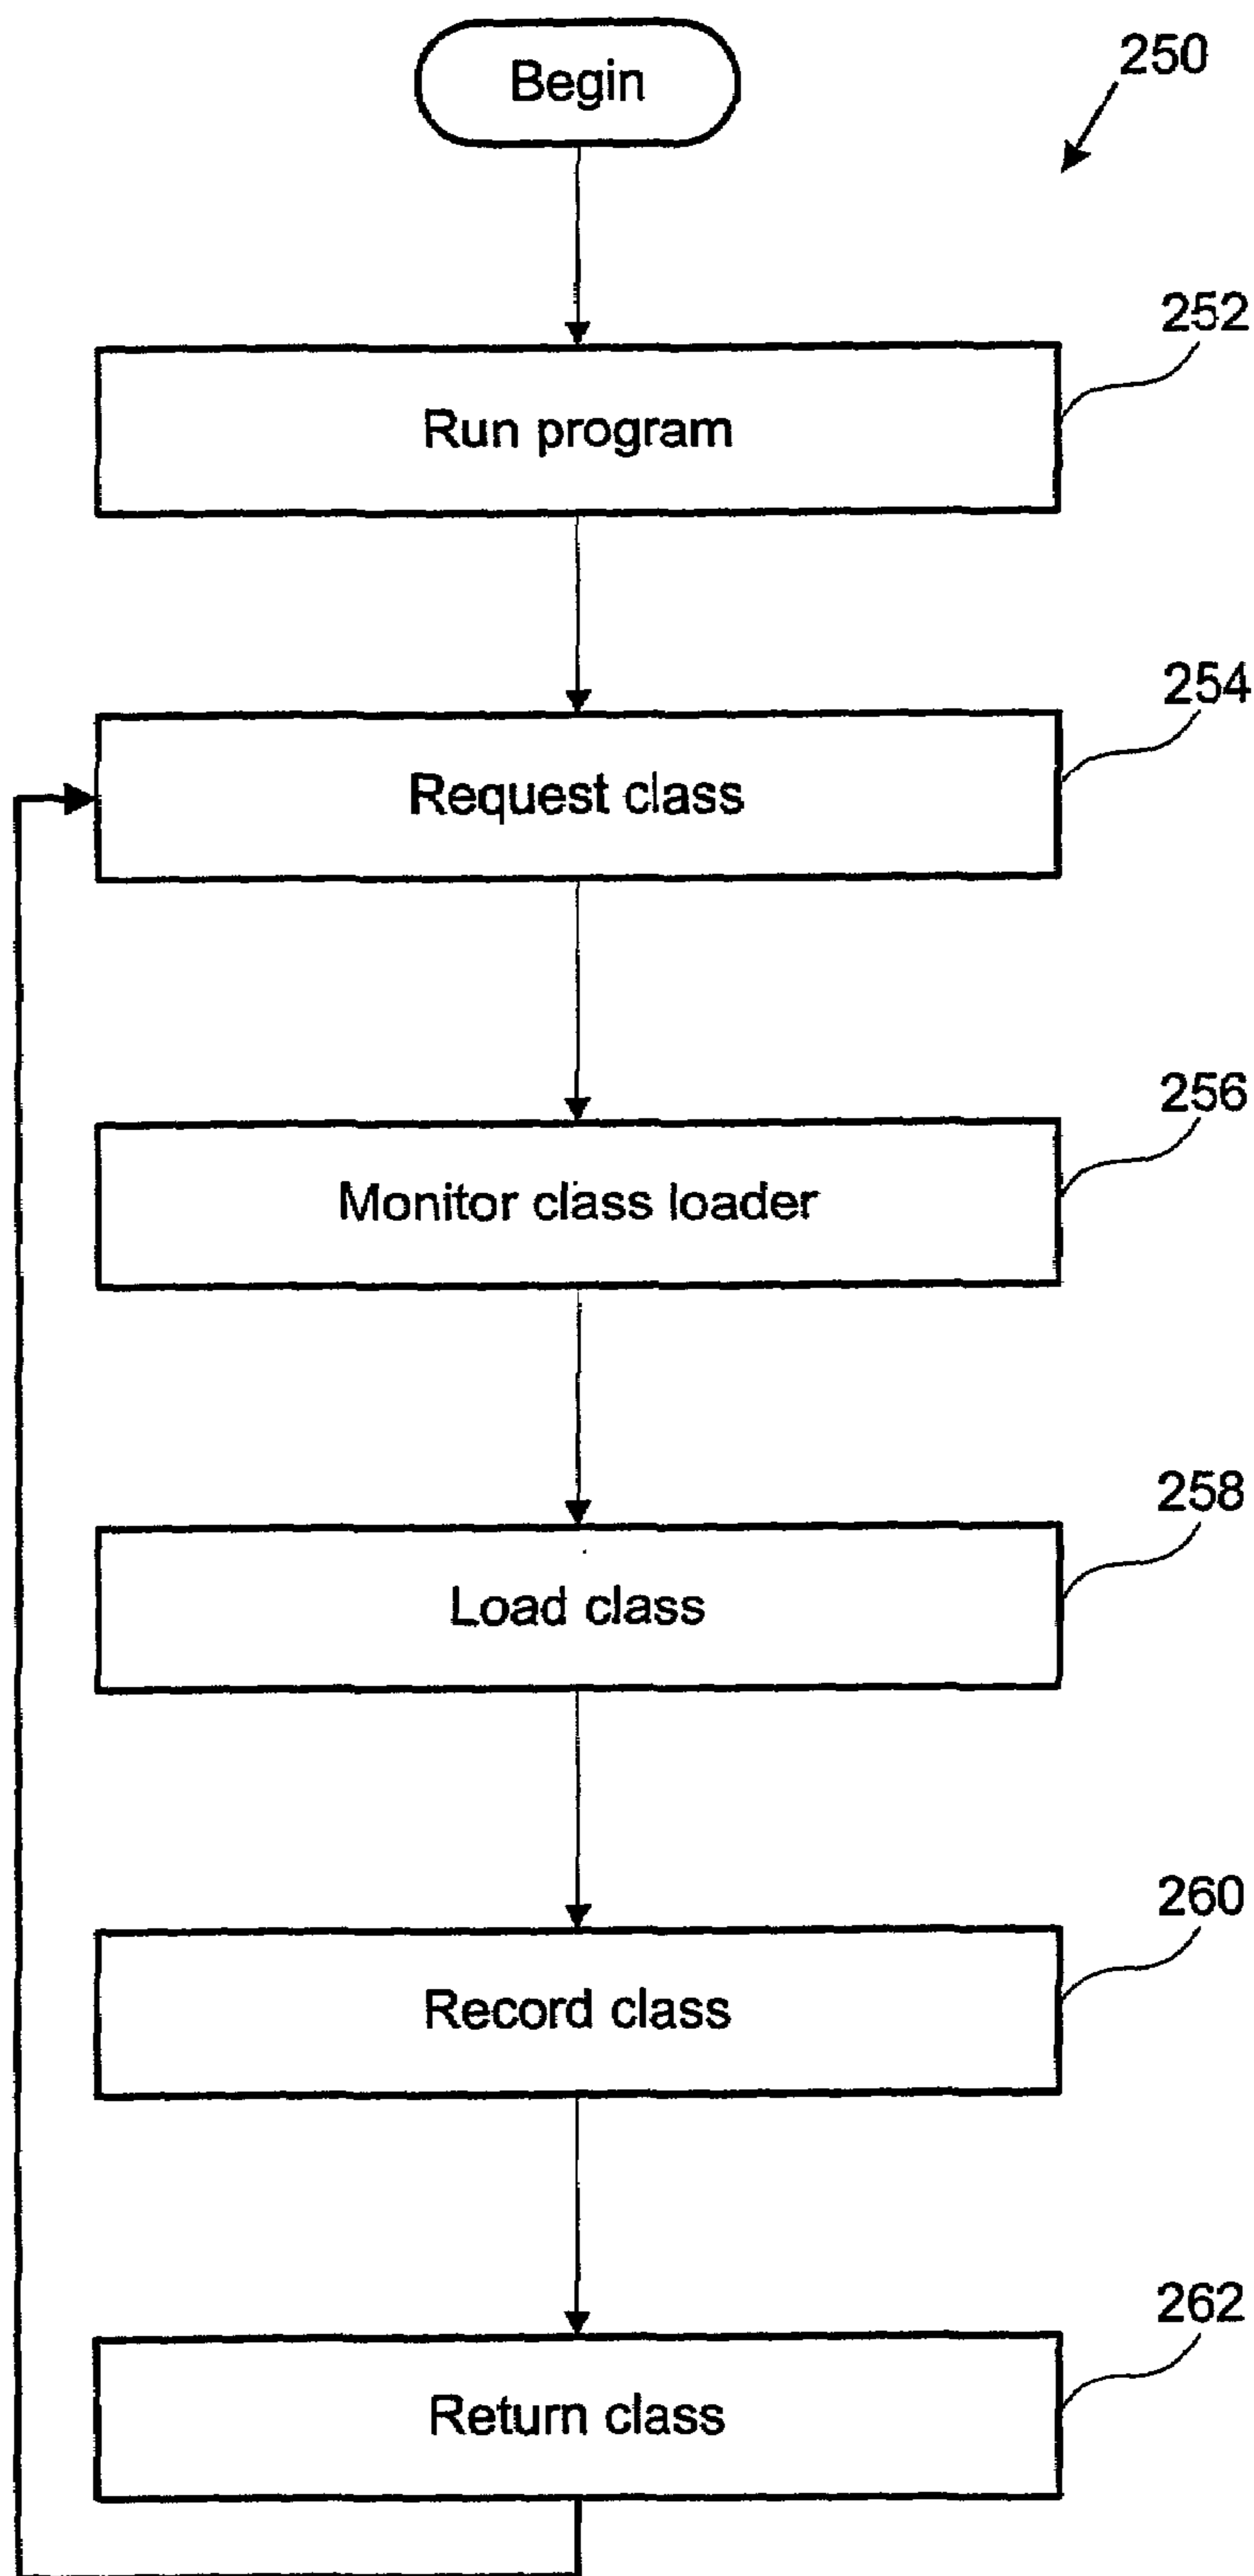 Begin
250
252
Run program
254
Request class
256
Monitor class loader
258
Load class
260
Record class
262
Return class